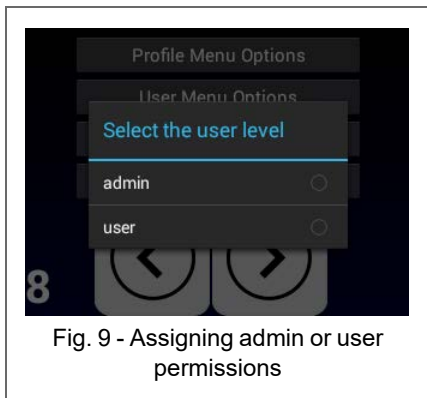 Profile Menu Options
User Menu Options
Select the user level
admin
user
8
Fig. 9 - Assigning admin or user
permissions